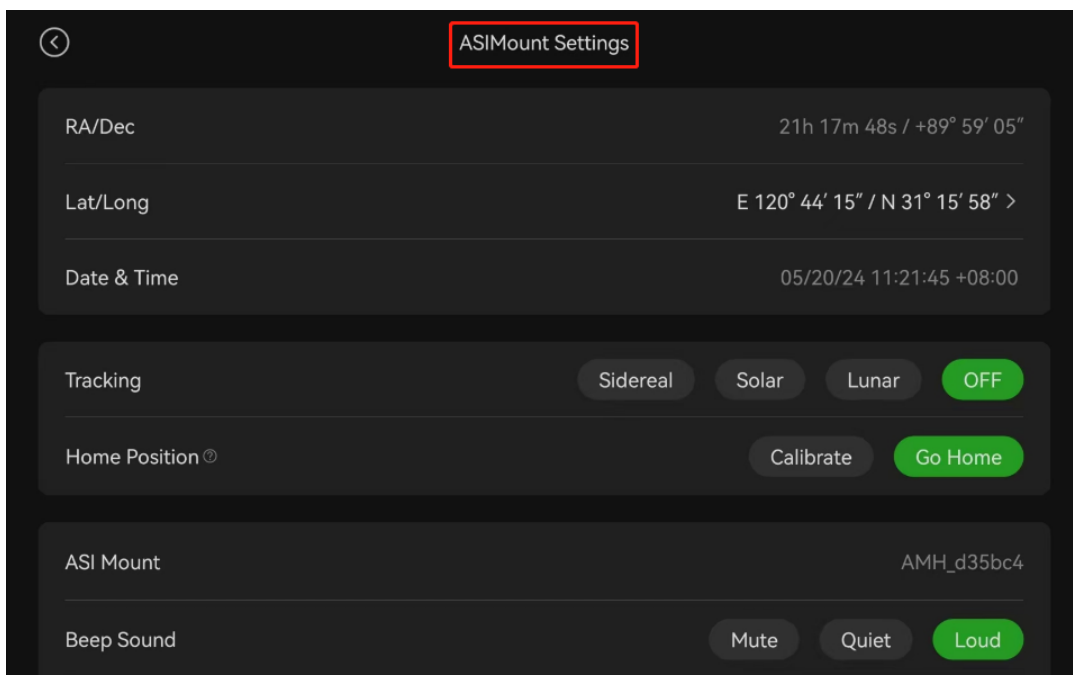 ASIMount Settings
RA/Dec 21h 17m 48s / +89° 59′ 05″
Lat/Long E 120° 44′ 15″ / N 31° 15′ 58″ >
Date & Time 05/20/24 11:21:45 +08:00
Tracking Sidereal Solar Lunar OFF
Home Position ? Calibrate Go Home
ASI Mount AMH_d35bc4
Beep Sound Mute Quiet Loud